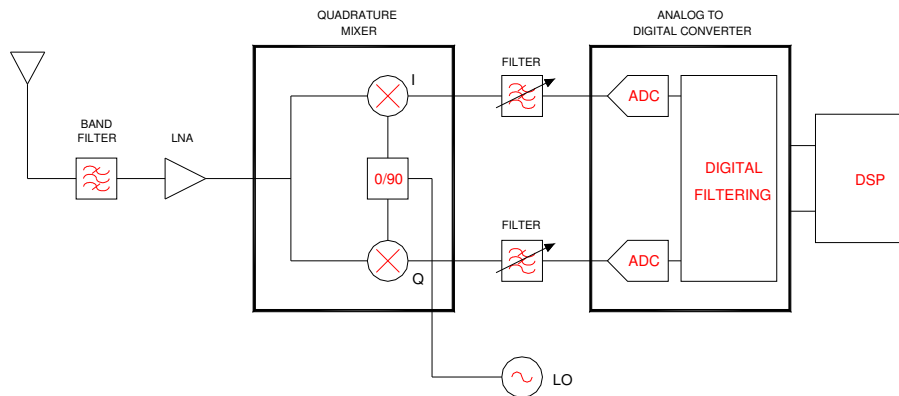 QUADRATURE
MIXER
ANALOG TO
DIGITAL CONVERTER
I
FILTER
ADC
BAND
FILTER
LNA
0/90
DIGITAL
FILTERING
DSP
FILTER
Q
ADC
LO